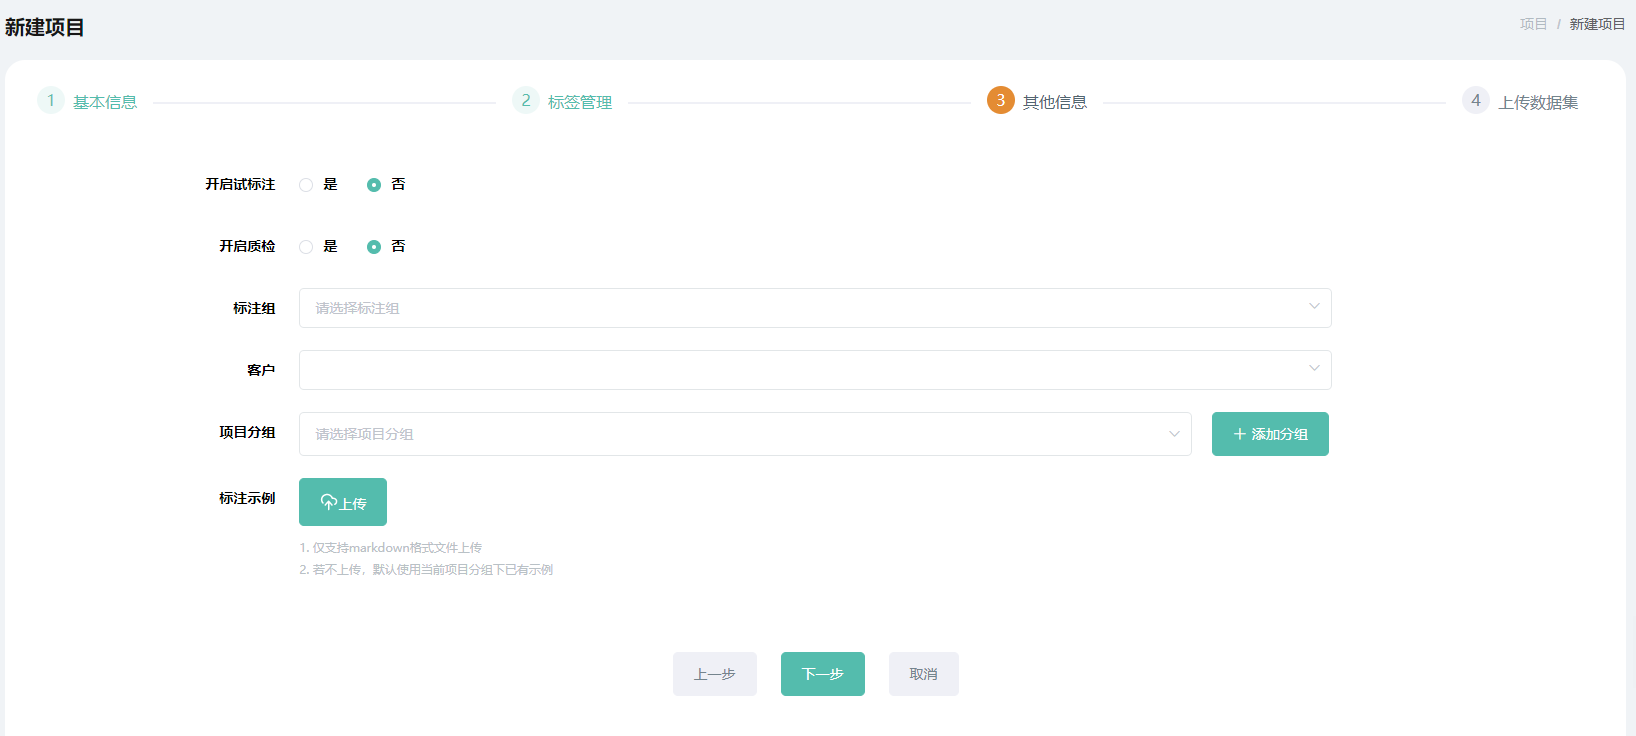 新建项目
项目 / 新建项目
1 基本信息
2 标签管理
3 其他信息
4 上传数据集
开启试标注 是 否
开启质检 是 否
标注组 请选择标注组
客户
项目分组 请选择项目分组 + 添加分组
标注示例 上传
1. 仅支持markdown格式文件上传
2. 若不上传，默认使用当前项目分组下已有示例
上一步 下一步 取消